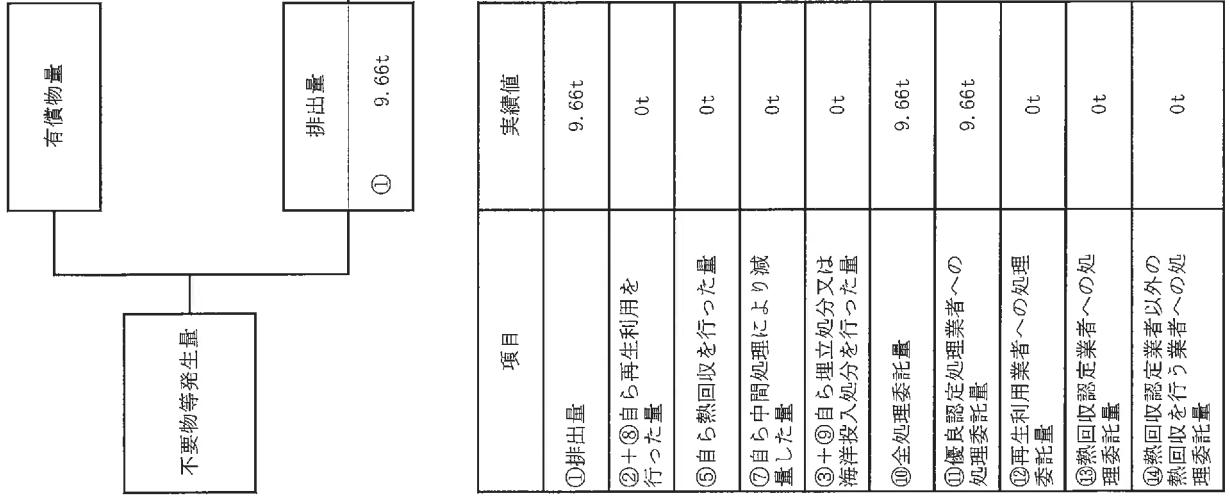 不要物等発生量
有償物量
排出量
① 9.66t
項目 実績値
①排出量 9.66t
②+⑧自ら再生利用を
行った量 0t
⑤自ら熱回収を行った量 0t
⑦自ら中間処理により減
量した量 0t
③+⑨自ら埋立処分又は
海洋投入処分を行った量 0t
⑩全処理委託量 9.66t
⑪優良認定処理業者への
処理委託量 9.66t
⑫再生利用業者への処理
委託量 0t
⑬熱回収認定業者への処
理委託量 0t
⑭熱回収認定業者以外の
熱回収を行う業者への処
理委託量 0t